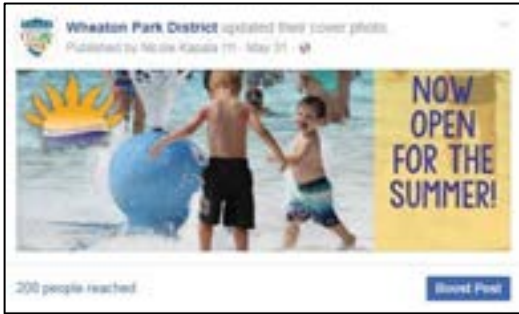 Wheaton Park District updated their cover photo.
Published by Nicole Kapala · May 31 ·
NOW
OPEN
FOR THE
SUMMER!
200 people reached
Boost Post